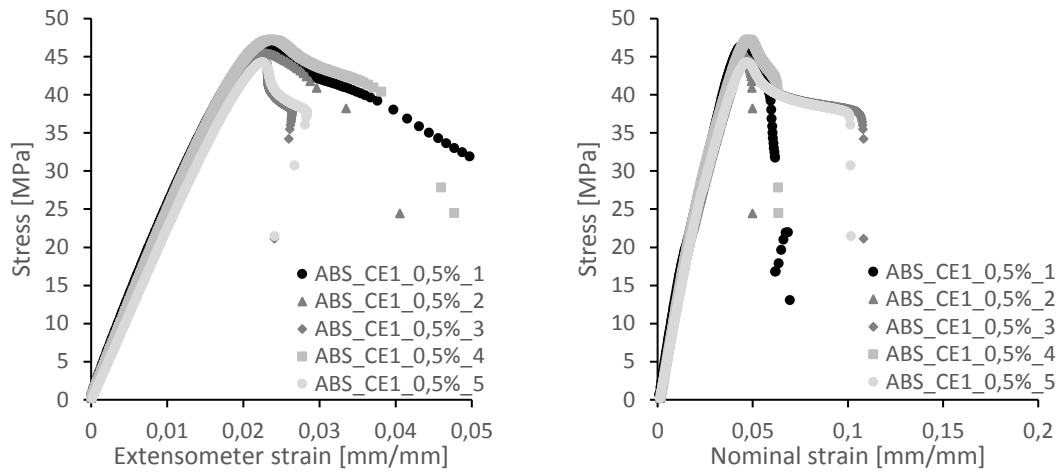 Stress [MPa]
50
45
40
35
30
25
20
15
10
5
0
ABS_CE1_0,5%_1
ABS_CE1_0,5%_2
ABS_CE1_0,5%_3
ABS_CE1_0,5%_4
ABS_CE1_0,5%_5
0 0,01 0,02 0,03 0,04 0,05
Extensometer strain [mm/mm]
Stress [MPa]
50
45
40
35
30
25
20
15
10
5
0
ABS_CE1_0,5%_1
ABS_CE1_0,5%_2
ABS_CE1_0,5%_3
ABS_CE1_0,5%_4
ABS_CE1_0,5%_5
0 0,05 0,1 0,15 0,2
Nominal strain [mm/mm]